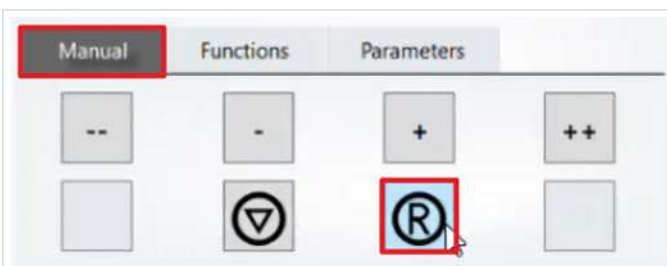 Manual Functions Parameters
-- - + ++
R